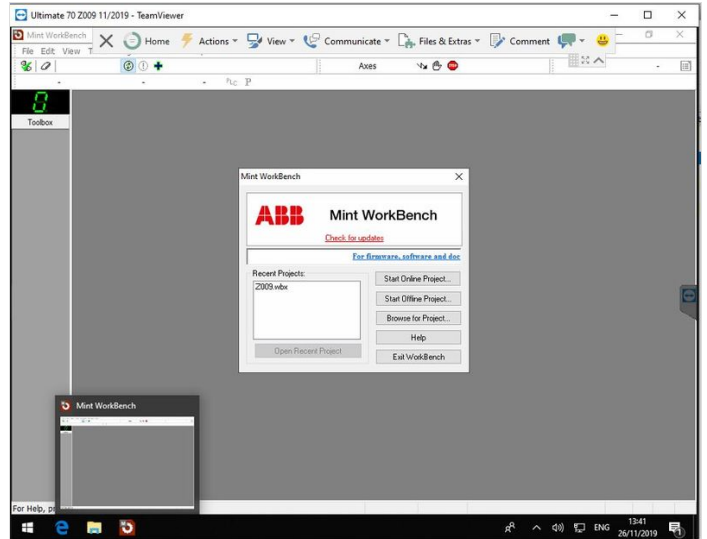 Ultimate 70 Z009 11/2019 - TeamViewer
Mint WorkBench
Home Actions View Communicate Files & Extras Comment
File Edit View T
Axes
STOP
P
Toolbox
Mint WorkBench
ABB Mint WorkBench
Check for updates
For firmware, software and doc
Recent Projects:
Z009.wbx
Open Recent Project
Start Online Project...
Start Offline Project...
Browse for Project...
Help
Exit WorkBench
Mint WorkBench
For Help, pr
ENG
13:41
26/11/2019
1